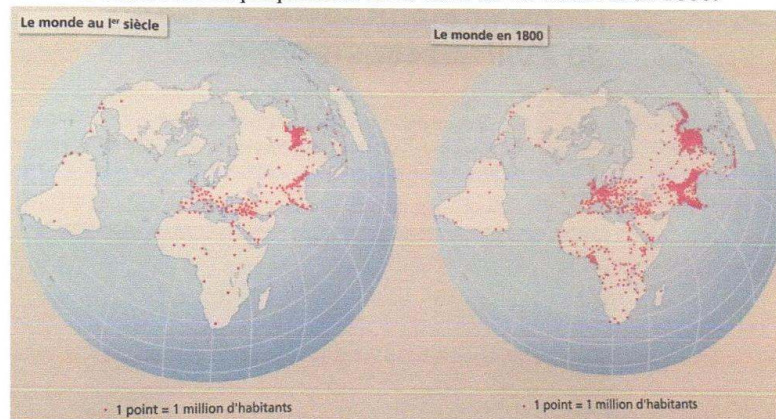 Le monde au Ier siècle
Le monde en 1800
• 1 point = 1 million d'habitants
• 1 point = 1 million d'habitants